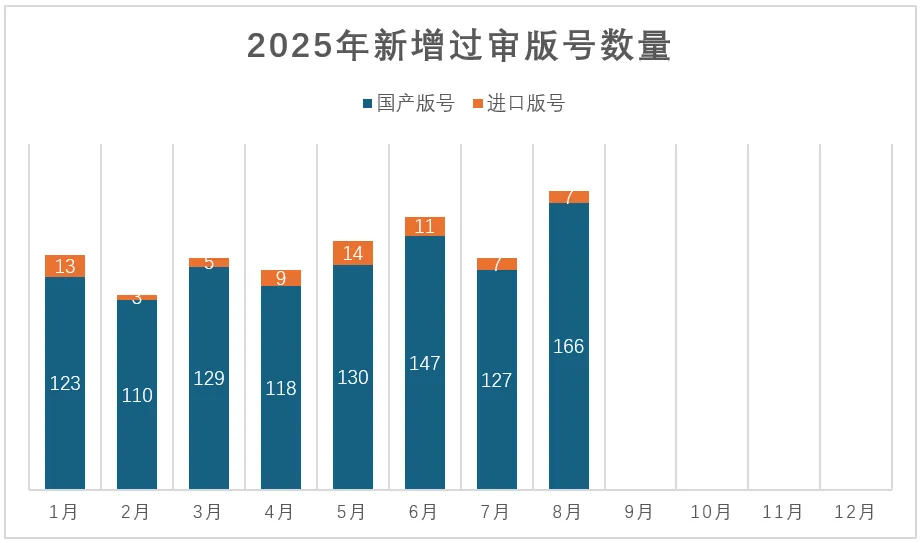 2025年新增过审版号数量
国产版号 进口版号
13 3 5 9 14 11 7 7
123 110 129 118 130 147 127 166
1月 2月 3月 4月 5月 6月 7月 8月 9月 10月 11月 12月